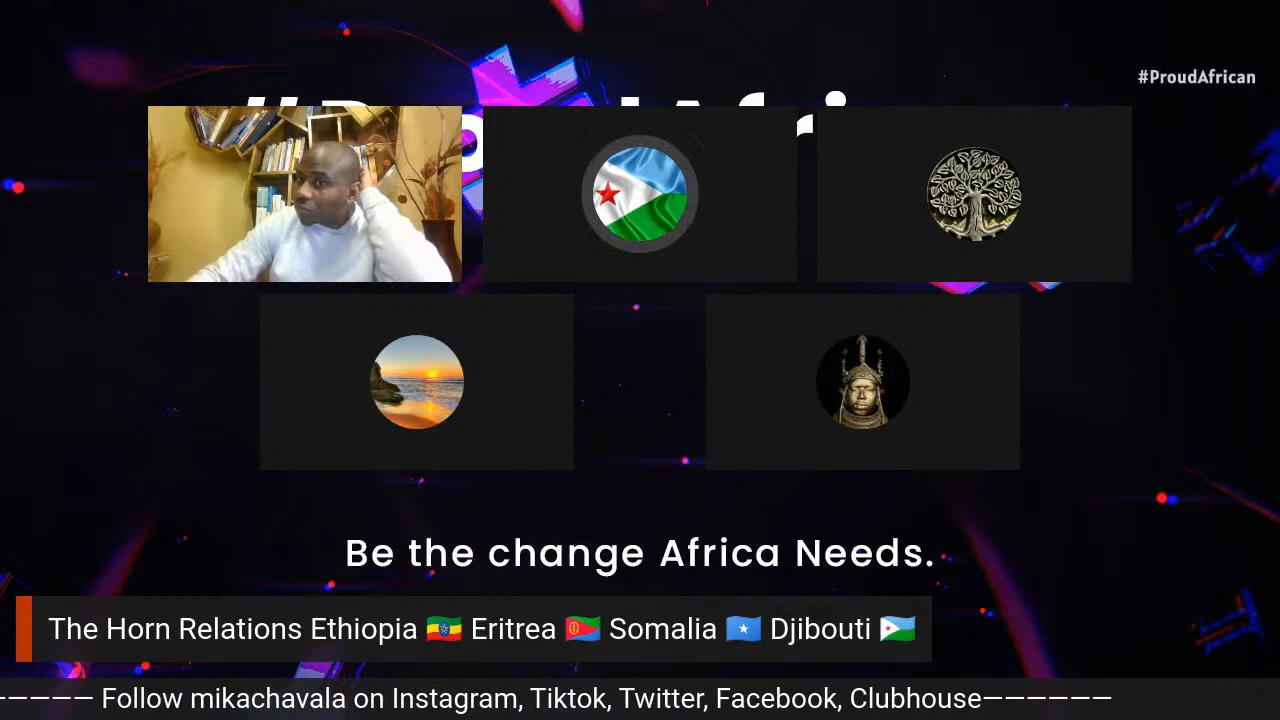 #ProudAfrican
Be the change Africa Needs.
The Horn Relations Ethiopia 🇪🇹 Eritrea 🇪🇷 Somalia 🇸🇴 Djibouti 🇩🇯
—————— Follow mikachavala on Instagram, Tiktok, Twitter, Facebook, Clubhouse——————